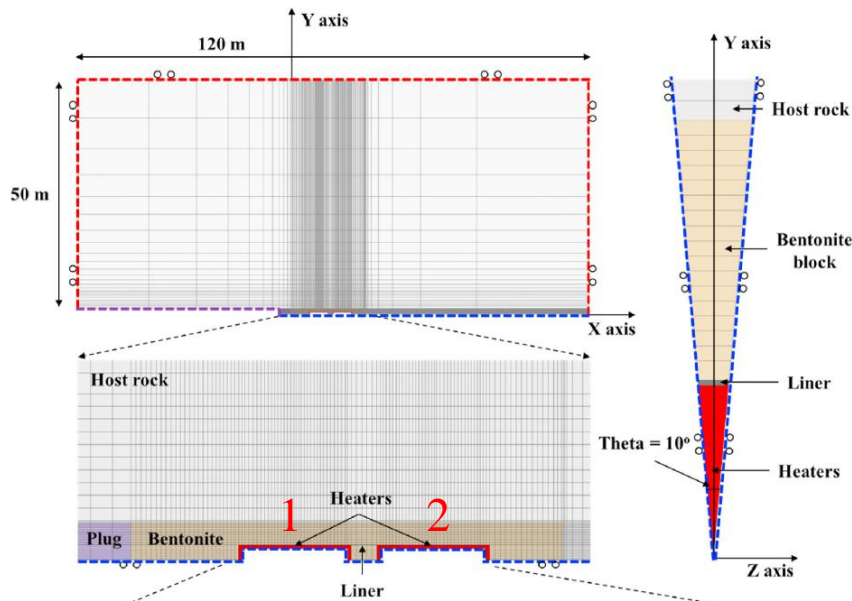 Y axis
120 m
50 m
X axis
Host rock
Heaters
1
2
Plug
Bentonite
Liner
Y axis
Host rock
Bentonite
block
Liner
Theta = 10°
Heaters
Z axis